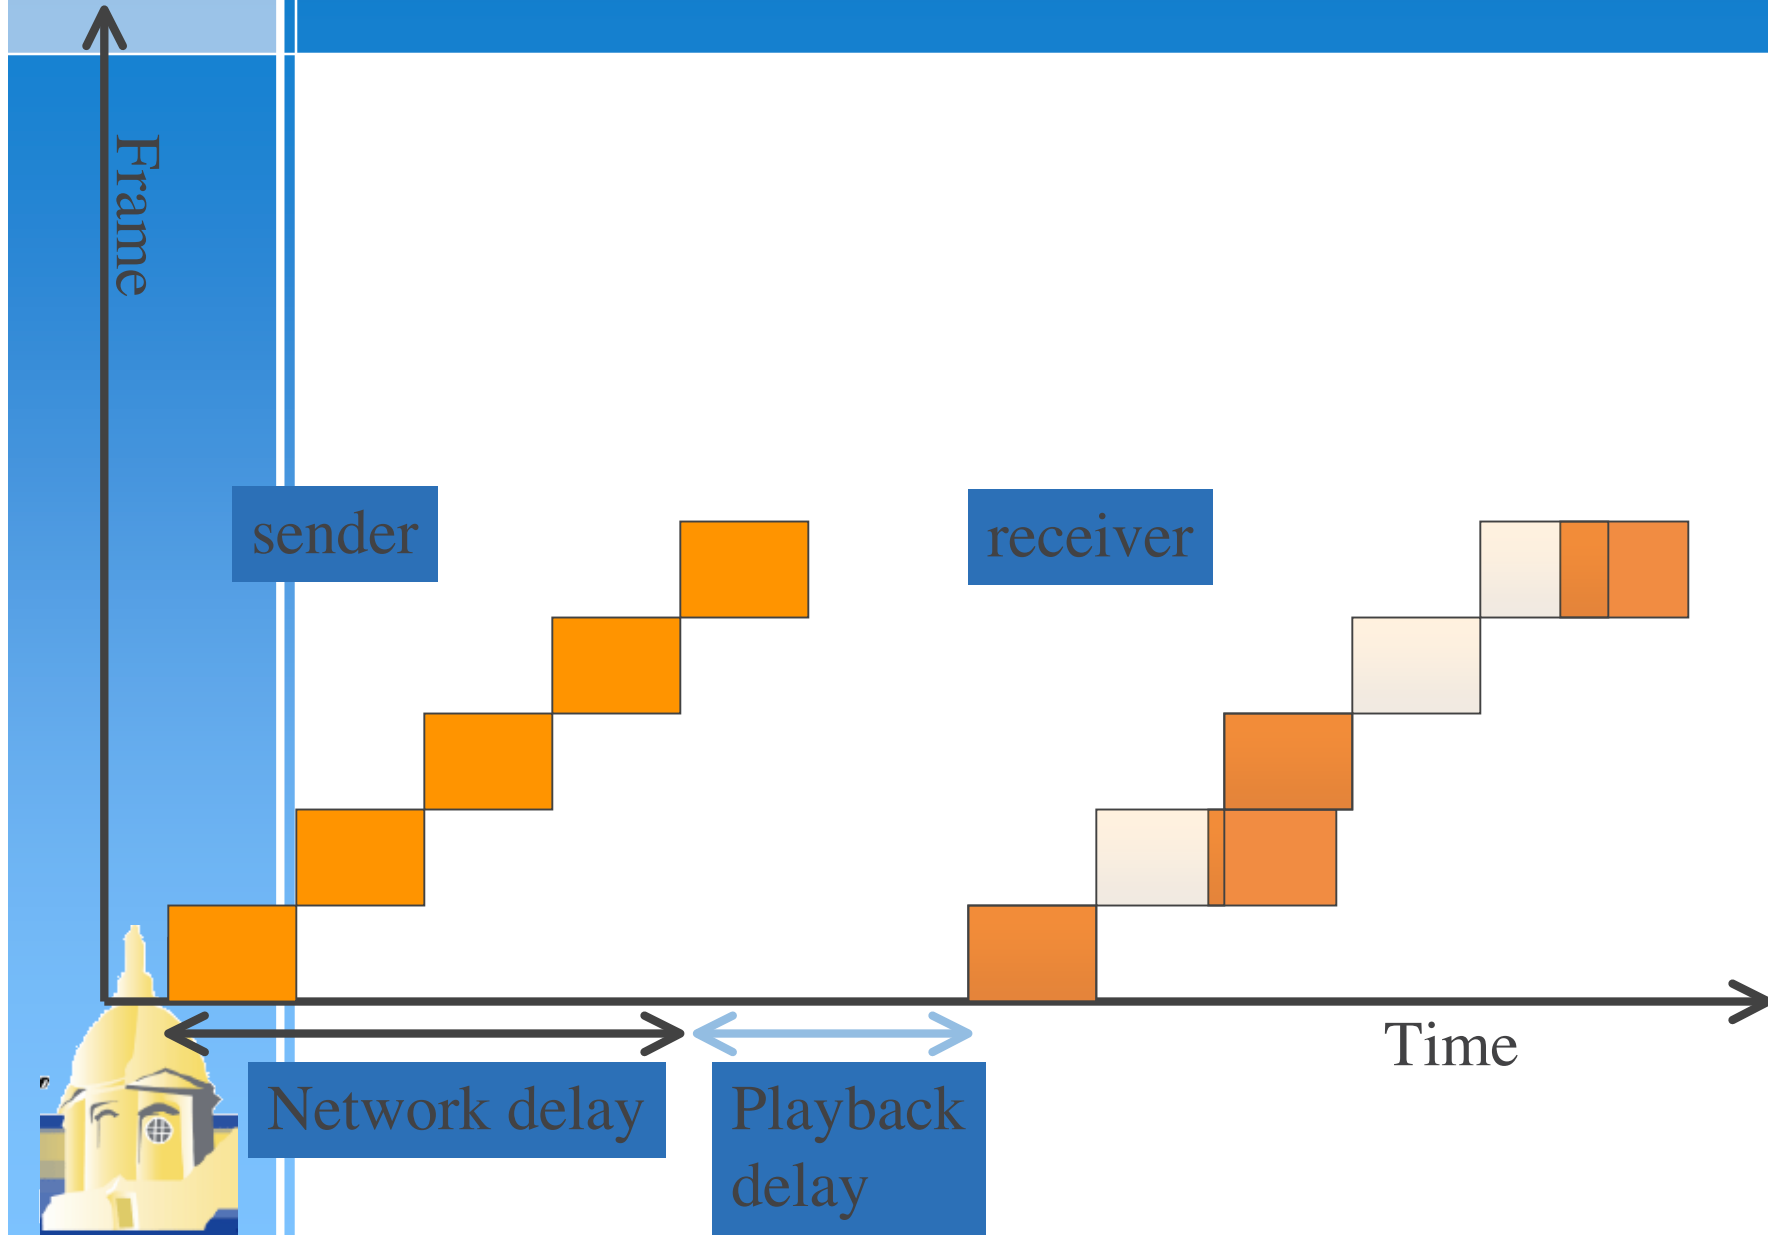 Frame
sender
receiver
Time
Network delay
Playback
delay